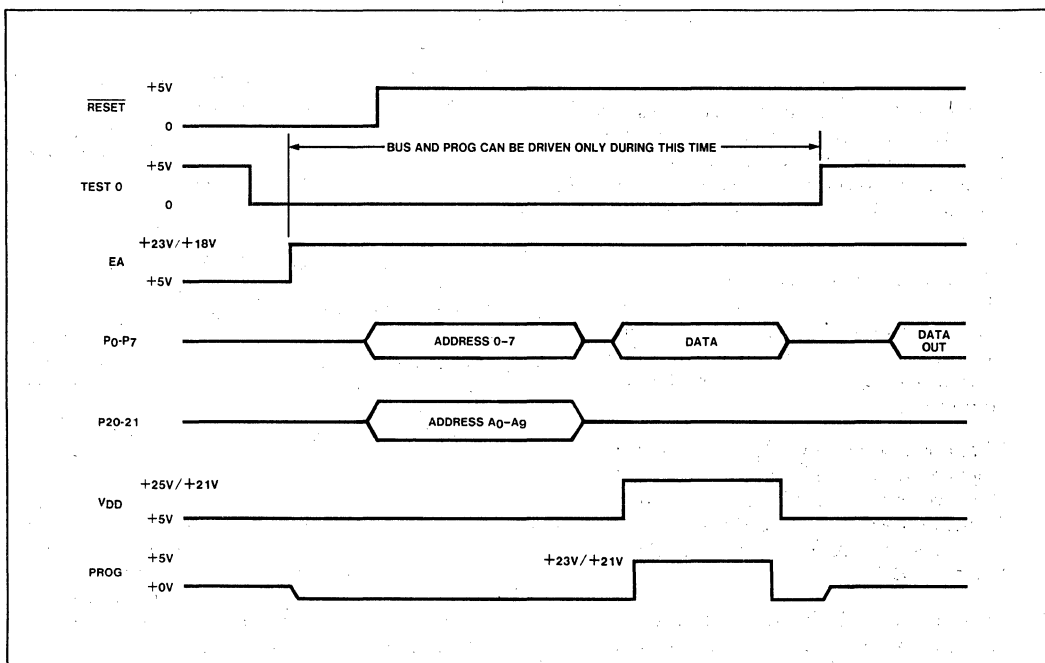 +5V
RESET
0
BUS AND PROG CAN BE DRIVEN ONLY DURING THIS TIME
+5V
TEST 0
0
+23V/+18V
EA
+5V
P0-P7
ADDRESS 0-7
DATA
DATA
OUT
P20-21
ADDRESS A0-A9
+25V/+21V
VDD
+5V
+5V
+23V/+21V
PROG
+0V